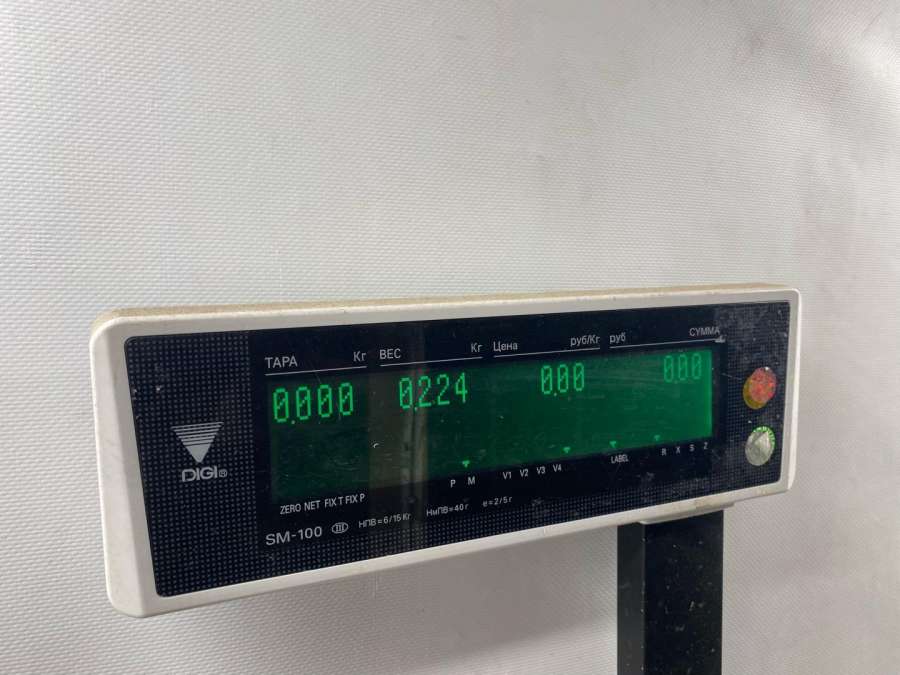 ТАРА Кг ВЕС Кг Цена руб/Кг руб СУММА
0.000 0.224 0.00 0.00
P M V1 V2 V3 V4 LABEL R X S Z
ZERO NET FIX T FIX P
DIGI®
SM-100 III НПВ=6/15 Кг НмПВ=40 г e=2/5 г